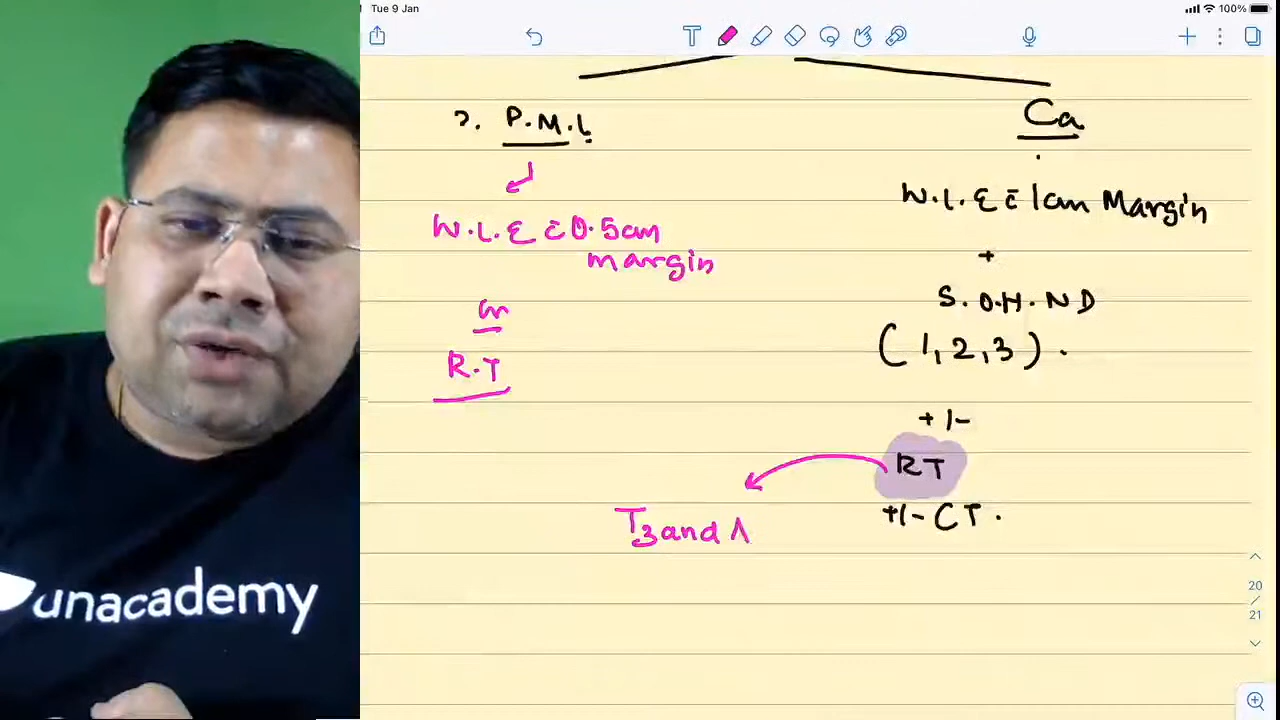 Tue 9 Jan
100%
P.M.L
Ca
W.L.E c̄ 1cm Margin
+
S.O.H.ND
(1,2,3).
+/-
RT
+/- CT.
W.L.E c̄ 0.5cm
margin
R.T
T3 and
unacademy
20
/
21